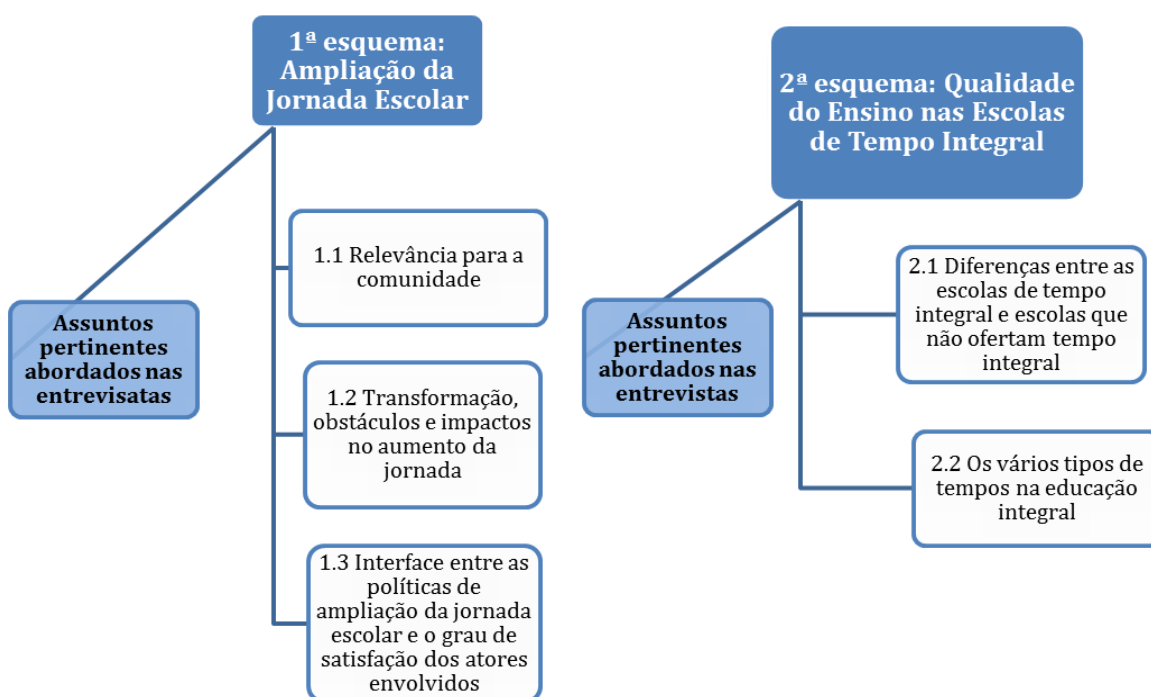 1ª esquema:
Ampliação da
Jornada Escolar
1.1 Relevância para a
comunidade
Assuntos
pertinentes
abordados nas
entrevisatas
1.2 Transformação,
obstáculos e impactos
no aumento da
jornada
1.3 Interface entre as
políticas de
ampliação da jornada
escolar e o grau de
satisfação dos atores
envolvidos
2ª esquema: Qualidade
do Ensino nas Escolas
de Tempo Integral
2.1 Diferenças entre as
escolas de tempo
integral e escolas que
não ofertam tempo
integral
Assuntos
pertinentes
abordados nas
entrevistas
2.2 Os vários tipos de
tempos na educação
integral